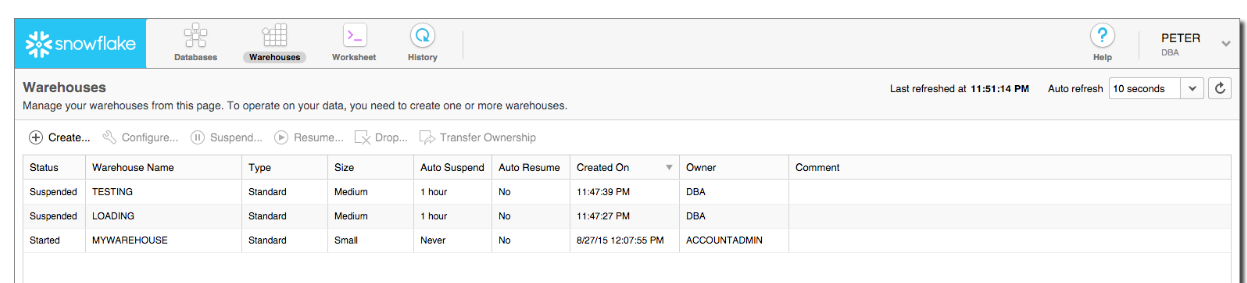 snowflake Databases Warehouses Worksheet History Help PETER DBA
Warehouses
Last refreshed at 11:51:14 PM Auto refresh 10 seconds
Manage your warehouses from this page. To operate on your data, you need to create one or more warehouses.
Create... Configure... Suspend... Resume... Drop... Transfer Ownership
Status Warehouse Name Type Size Auto Suspend Auto Resume Created On Owner Comment
Suspended TESTING Standard Medium 1 hour No 11:47:39 PM DBA
Suspended LOADING Standard Medium 1 hour No 11:47:27 PM DBA
Started MYWAREHOUSE Standard Small Never No 8/27/15 12:07:55 PM ACCOUNTADMIN